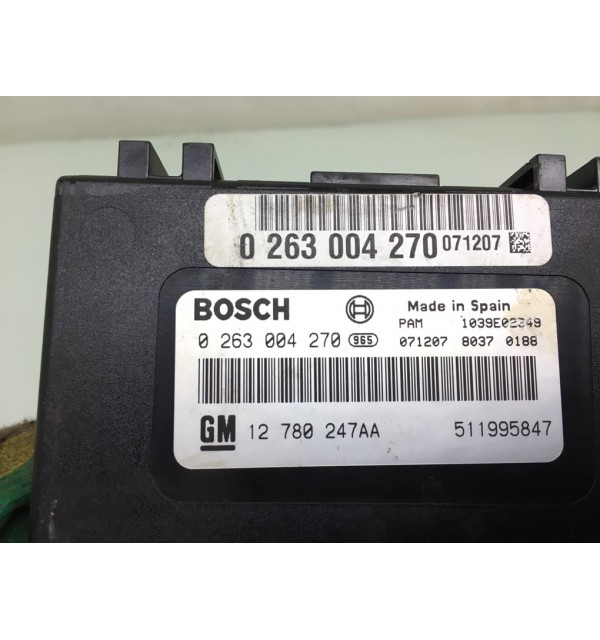 0 263 004 270 071207
BOSCH Made in Spain
PAM 1039E02349
0 263 004 270 965 071207 8037 0188
GM 12 780 247AA 511995847